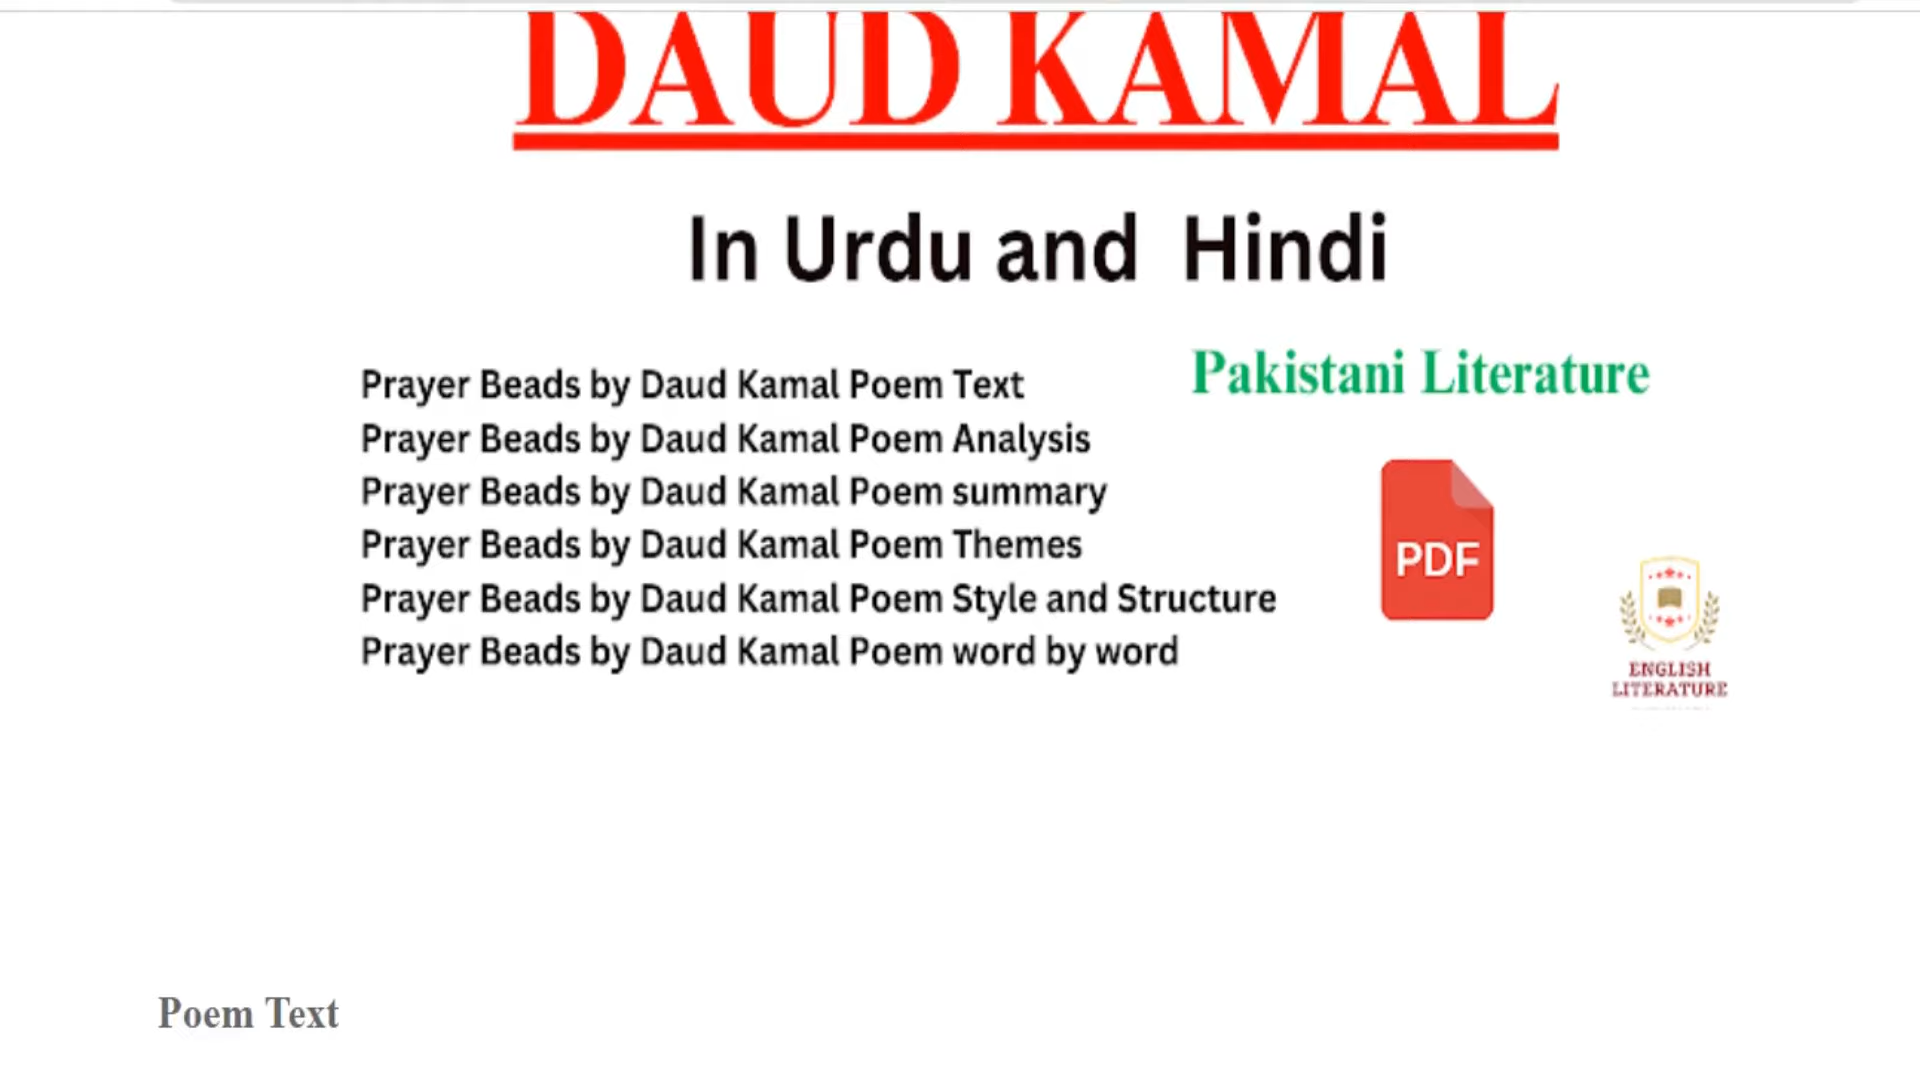 DAUD KAMAL
In Urdu and Hindi
Pakistani Literature
Prayer Beads by Daud Kamal Poem Text
Prayer Beads by Daud Kamal Poem Analysis
Prayer Beads by Daud Kamal Poem summary
Prayer Beads by Daud Kamal Poem Themes
Prayer Beads by Daud Kamal Poem Style and Structure
Prayer Beads by Daud Kamal Poem word by word
PDF
ENGLISH
LITERATURE
Poem Text